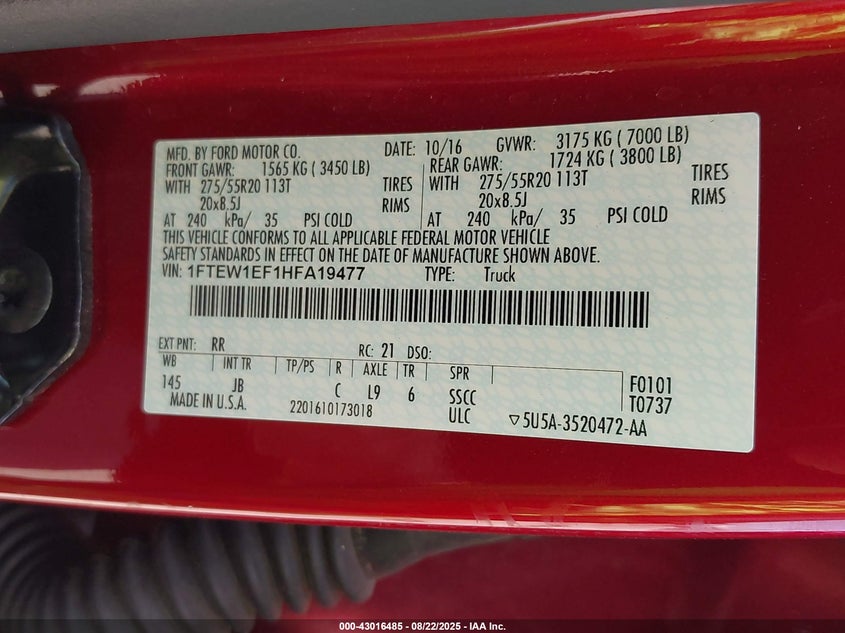 MFD. BY FORD MOTOR CO. DATE: 10/16 GVWR: 3175 KG ( 7000 LB)
FRONT GAWR: 1565 KG ( 3450 LB) REAR GAWR: 1724 KG ( 3800 LB)
WITH 275/55R20 113T TIRES WITH 275/55R20 113T TIRES
20x8.5J RIMS 20x8.5J RIMS
AT 240 kPa/ 35 PSI COLD AT 240 kPa/ 35 PSI COLD
THIS VEHICLE CONFORMS TO ALL APPLICABLE FEDERAL MOTOR VEHICLE
SAFETY STANDARDS IN EFFECT ON THE DATE OF MANUFACTURE SHOWN ABOVE.
VIN: 1FTEW1EF1HFA19477 TYPE: Truck
EXT PNT: RR RC: 21 DSO:
WB INT TR TP/PS R AXLE TR SPR
145 JB C L9 6 SSCC F0101
MADE IN U.S.A. 2201610173018 ULC T0737
▽5U5A-3520472-AA
000-43016485 - 08/22/2025 - IAA Inc.